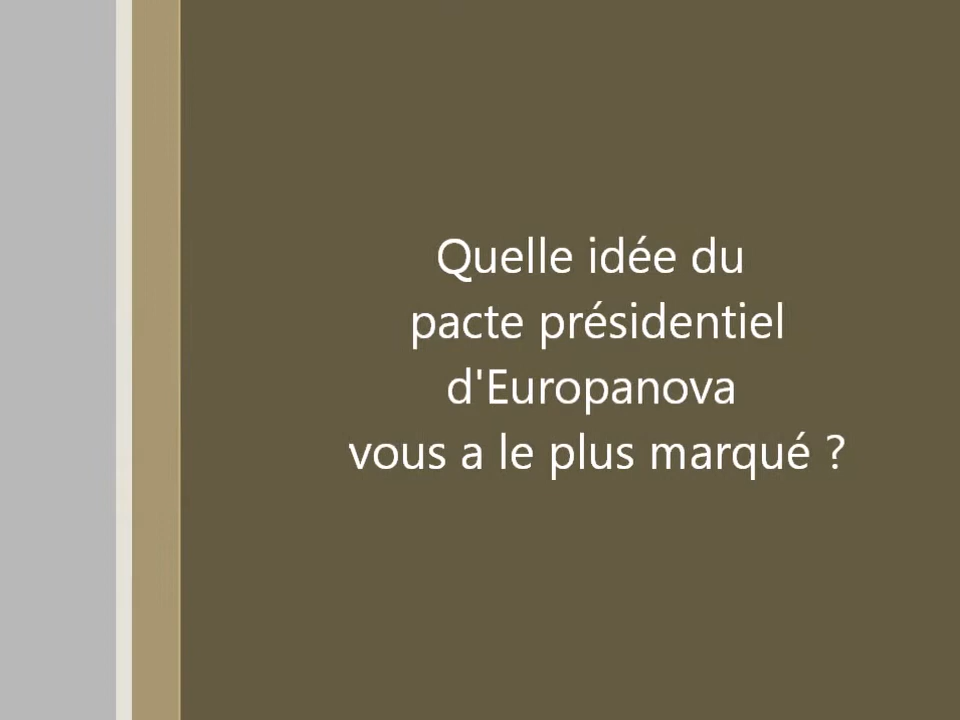 Quelle idée du
pacte présidentiel
d'Europanova
vous a le plus marqué ?